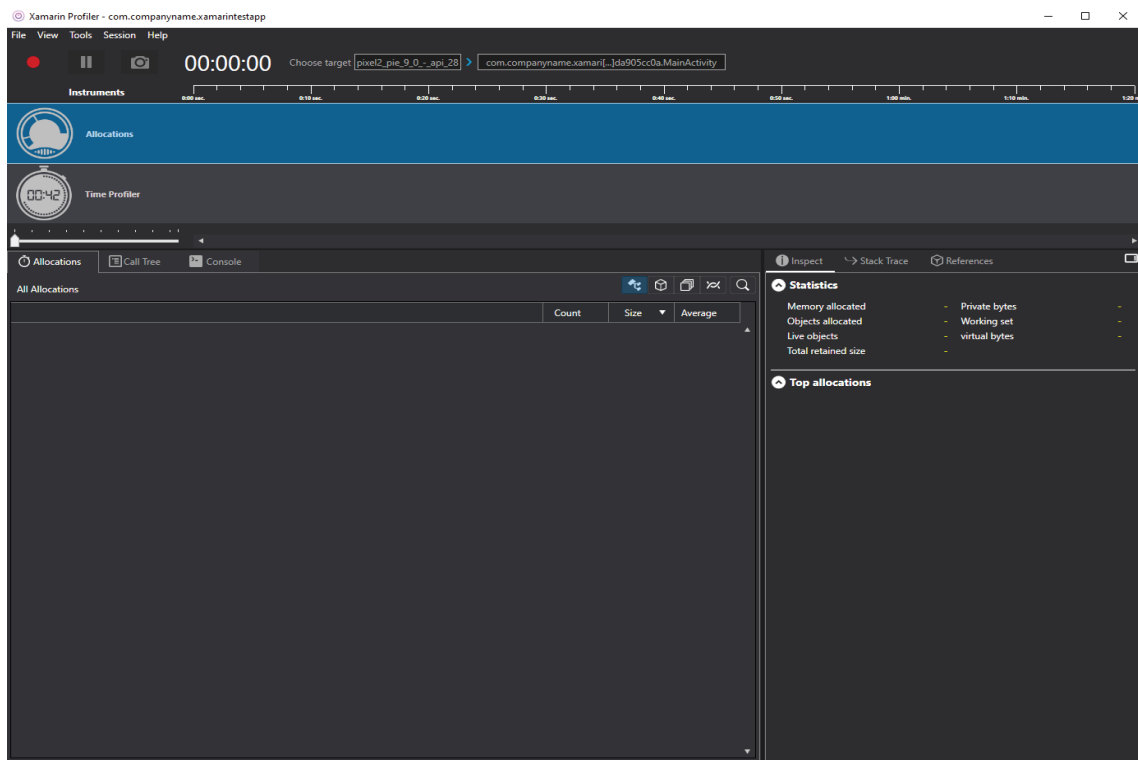 Xamarin Profiler - com.companyname.xamarintestapp
File View Tools Session Help
00:00:00 Choose target pixel2_pie_9_0_-_api_28 com.companyname.xamari[...]da905cc0a.MainActivity
Instruments 0:00 sec. 0:10 sec. 0:20 sec. 0:30 sec. 0:40 sec. 0:50 sec. 1:00 min. 1:10 min. 1:20 m
Allocations
00:42 Time Profiler
Allocations Call Tree Console
All Allocations
Count Size Average
Inspect Stack Trace References
Statistics
Memory allocated - Private bytes -
Objects allocated - Working set -
Live objects - virtual bytes -
Total retained size -
Top allocations